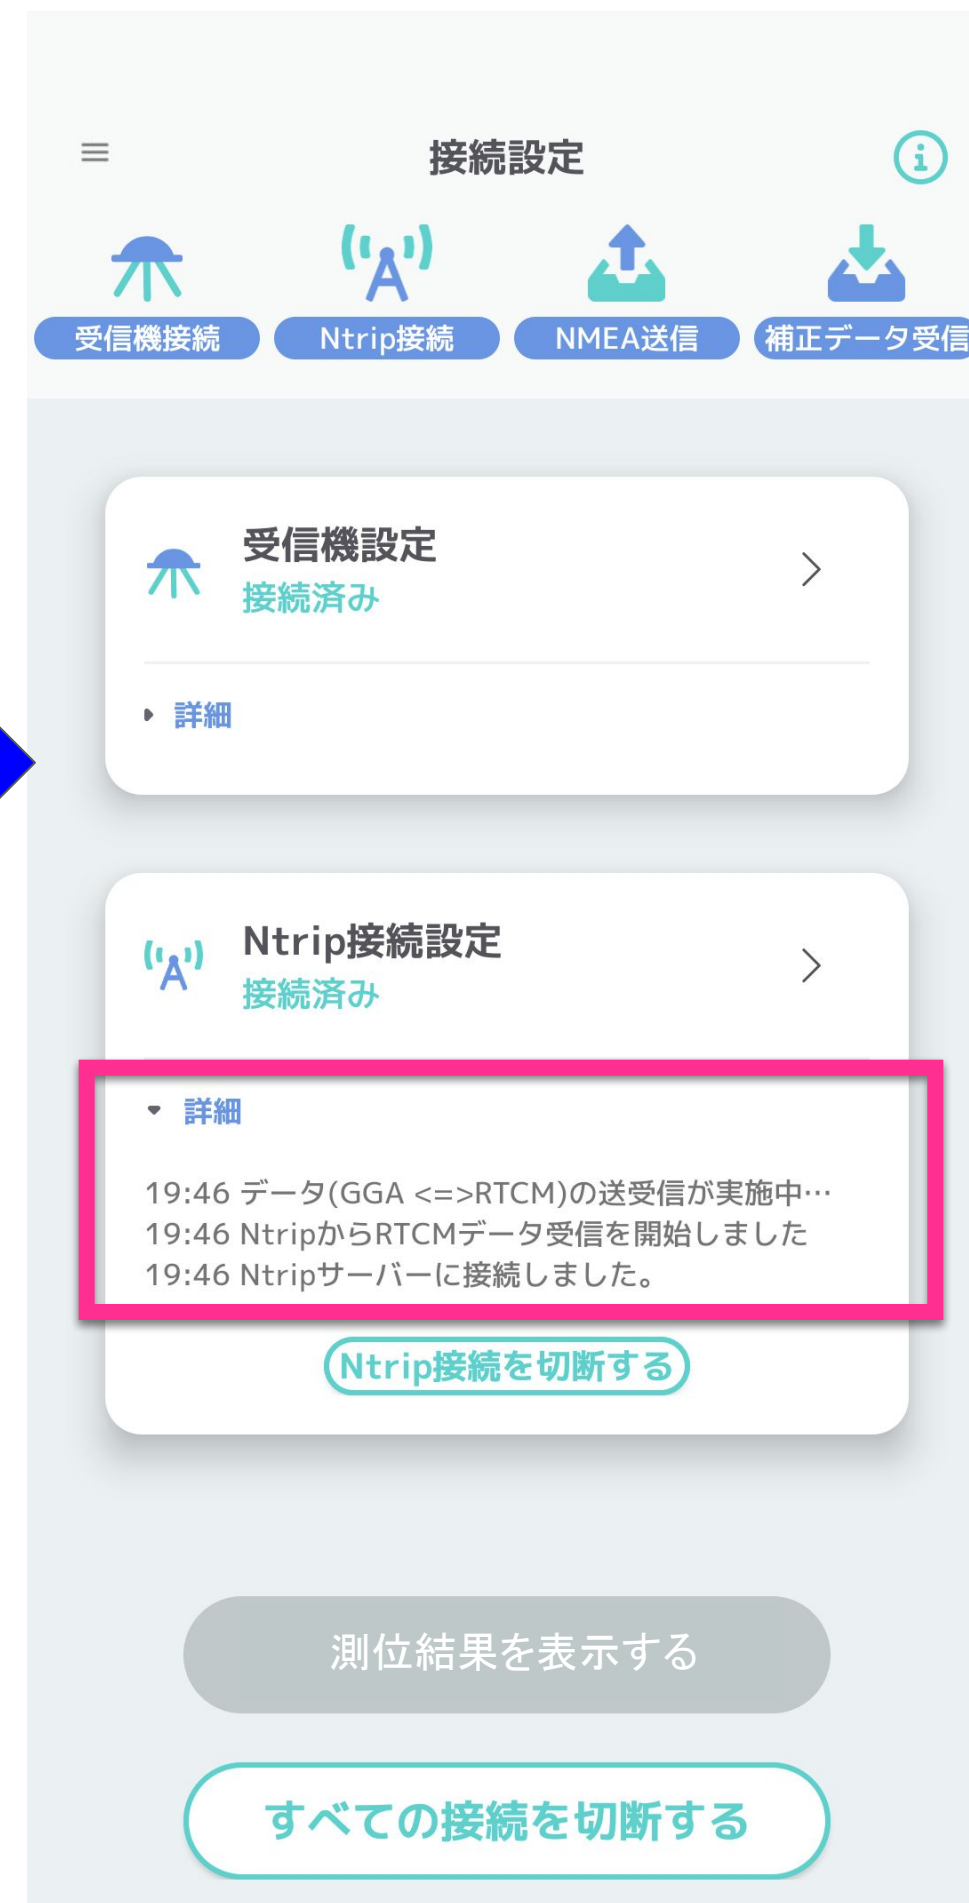 接続設定
受信機接続
Ntrip接続
NMEA送信
補正データ受信
受信機設定
接続済み
詳細
Ntrip接続設定
接続済み
詳細
19:46 データ(GGA <=>RTCM)の送受信が実施中…
19:46 NtripからRTCMデータ受信を開始しました
19:46 Ntripサーバーに接続しました。
Ntrip接続を切断する
測位結果を表示する
すべての接続を切断する